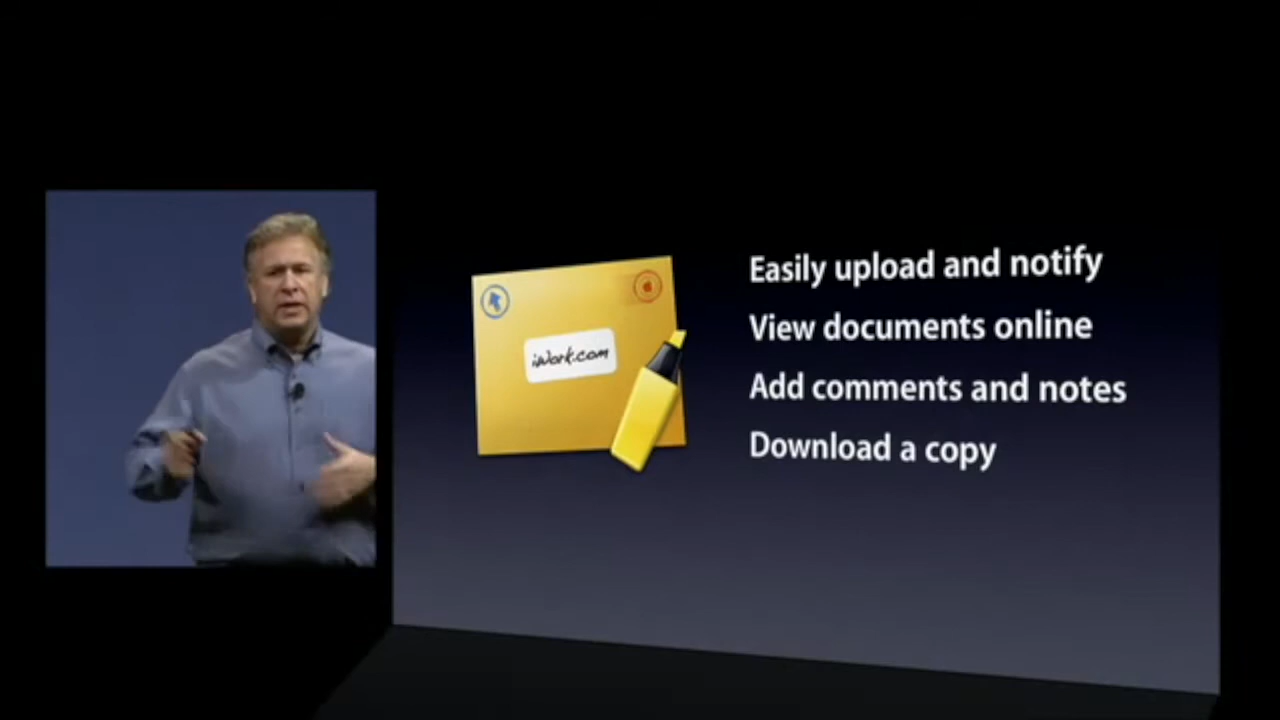 iWork.com
Easily upload and notify
View documents online
Add comments and notes
Download a copy